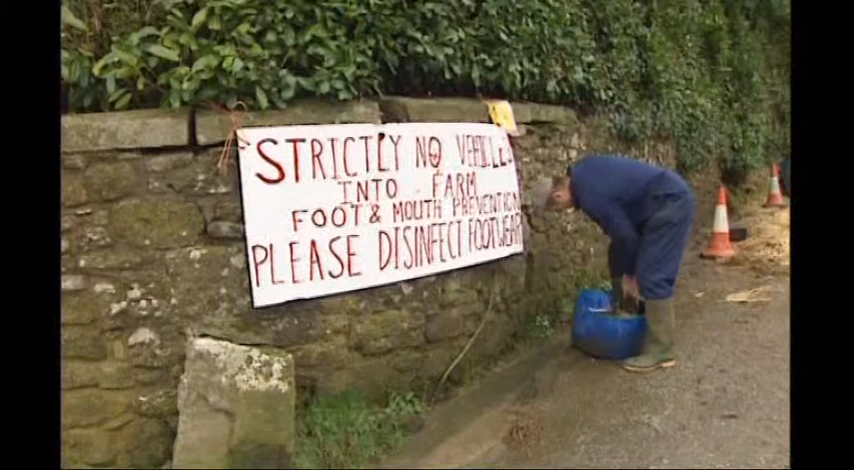 STRICTLY NO VEHICLES
INTO FARM
FOOT & MOUTH PREVENTION
PLEASE DISINFECT FOOTWEAR